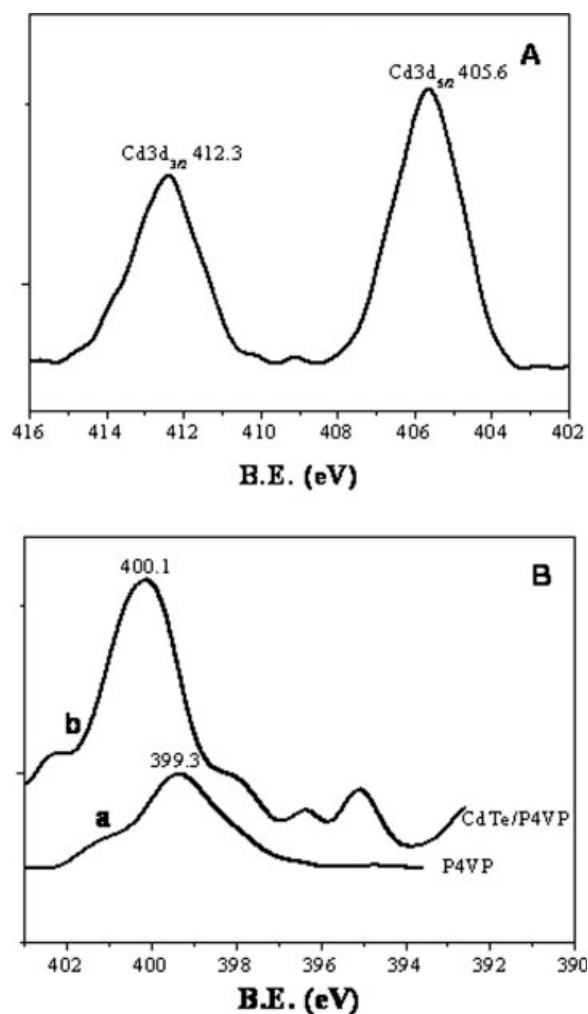 A
Cd3d5/2 405.6
Cd3d3/2 412.3
416 414 412 410 408 406 404 402
B.E. (eV)
B
400.1
b
399.3
a
CdTe/P4VP
P4VP
402 400 398 396 394 392 390
B.E. (eV)